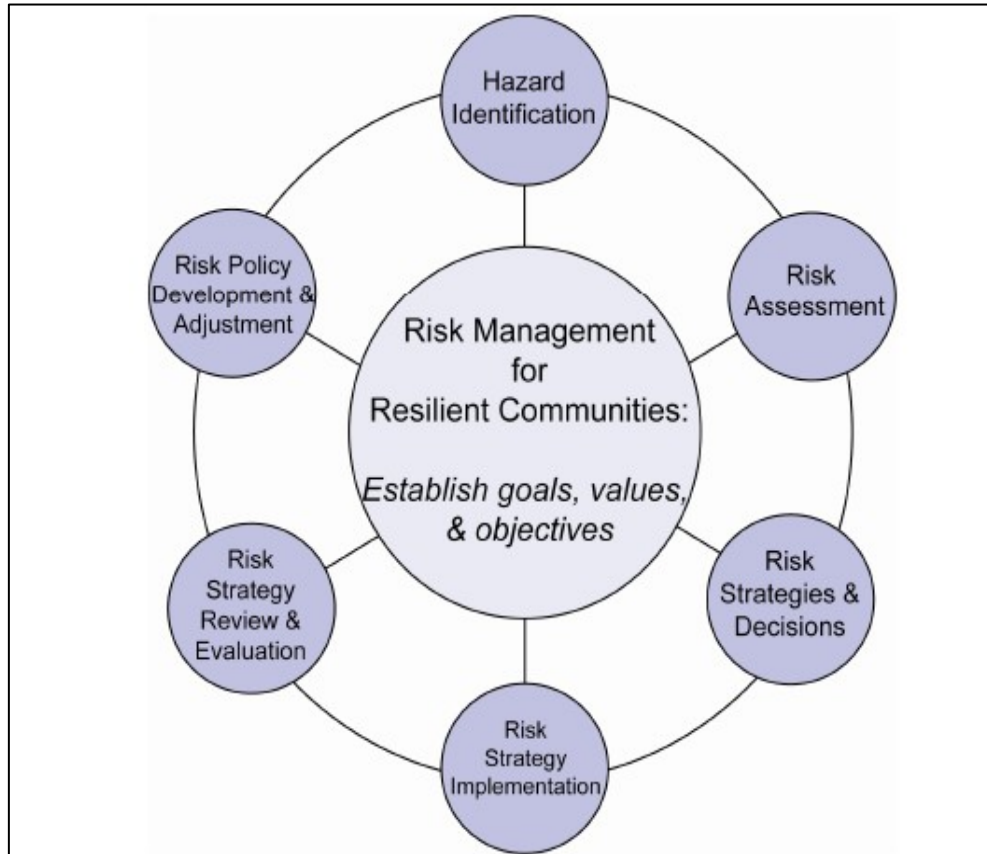 Hazard
Identification
Risk
Assessment
Risk
Strategies &
Decisions
Risk
Strategy
Implementation
Risk
Strategy
Review &
Evaluation
Risk Policy
Development &
Adjustment
Risk Management
for
Resilient Communities:
Establish goals, values,
& objectives